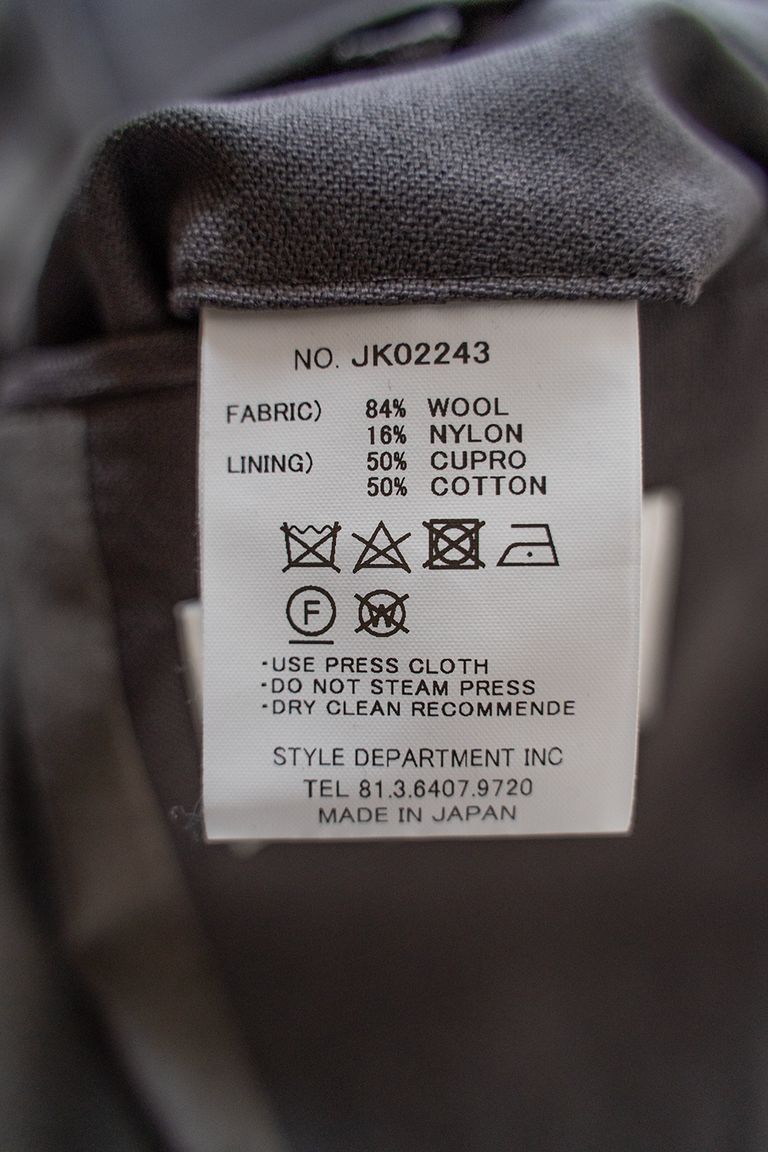 NO. JK02243
FABRIC) 84% WOOL
16% NYLON
LINING) 50% CUPRO
50% COTTON
F W
·USE PRESS CLOTH
·DO NOT STEAM PRESS
·DRY CLEAN RECOMMENDE
STYLE DEPARTMENT INC
TEL 81.3.6407.9720
MADE IN JAPAN